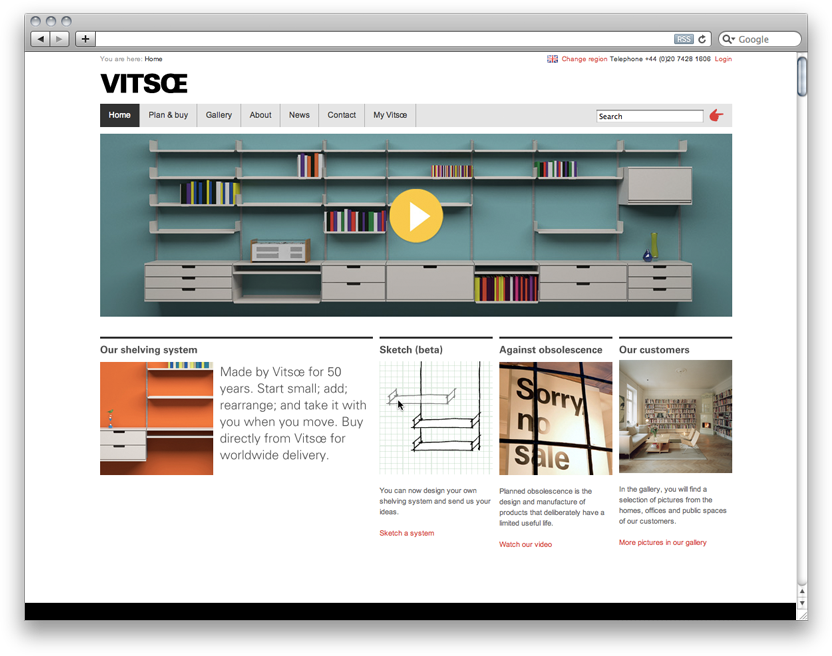 RSS
Google
You are here: Home
Change region Telephone +44 (0)20 7428 1606 Login
VITSŒ
Home Plan & buy Gallery About News Contact My Vitsœ
Search
Our shelving system
Made by Vitsœ for 50
years. Start small; add;
rearrange; and take it with
you when you move. Buy
directly from Vitsœ for
worldwide delivery.
Sketch (beta)
You can now design your own
shelving system and send us your
ideas.
Sketch a system
Against obsolescence
Sorry,
no
sale
Planned obsolescence is the
design and manufacture of
products that deliberately have a
limited useful life.
Watch our video
Our customers
In the gallery, you will find a
selection of pictures from the
homes, offices and public spaces
of our customers.
More pictures in our gallery